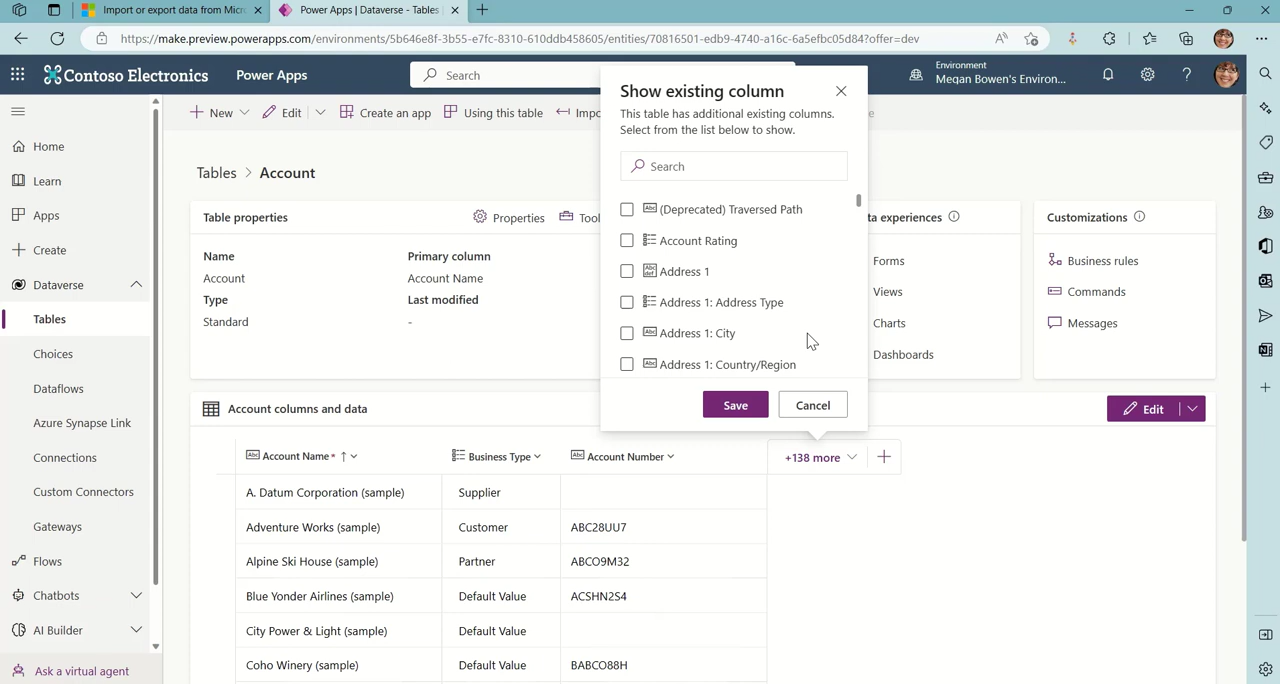 Import or export data from Micr
Power Apps | Dataverse - Tables
https://make.preview.powerapps.com/environments/5b646e8f-3b55-e7fc-8310-610ddb458605/entities/70816501-edb9-4740-a16c-6a5efbc05d84?offer=dev
Contoso Electronics
Power Apps
Search
Environment
Megan Bowen's Environ...
New
Edit
Create an app
Using this table
Impo
e
Home
Learn
Apps
Create
Dataverse
Tables
Choices
Dataflows
Azure Synapse Link
Connections
Custom Connectors
Gateways
Flows
Chatbots
AI Builder
Ask a virtual agent
Tables > Account
Table properties
Properties
Tool
Name
Primary column
Account
Account Name
Type
Last modified
Standard
-
Show existing column
This table has additional existing columns.
Select from the list below to show.
Search
(Deprecated) Traversed Path
Account Rating
Address 1
Address 1: Address Type
Address 1: City
Address 1: Country/Region
Save
Cancel
ta experiences
Forms
Views
Charts
Dashboards
Customizations
Business rules
Commands
Messages
Account columns and data
Edit
Account Name *
Business Type
Account Number
+138 more
A. Datum Corporation (sample)
Supplier
Adventure Works (sample)
Customer
ABC28UU7
Alpine Ski House (sample)
Partner
ABCO9M32
Blue Yonder Airlines (sample)
Default Value
ACSHN2S4
City Power & Light (sample)
Default Value
Coho Winery (sample)
Default Value
BABCO88H